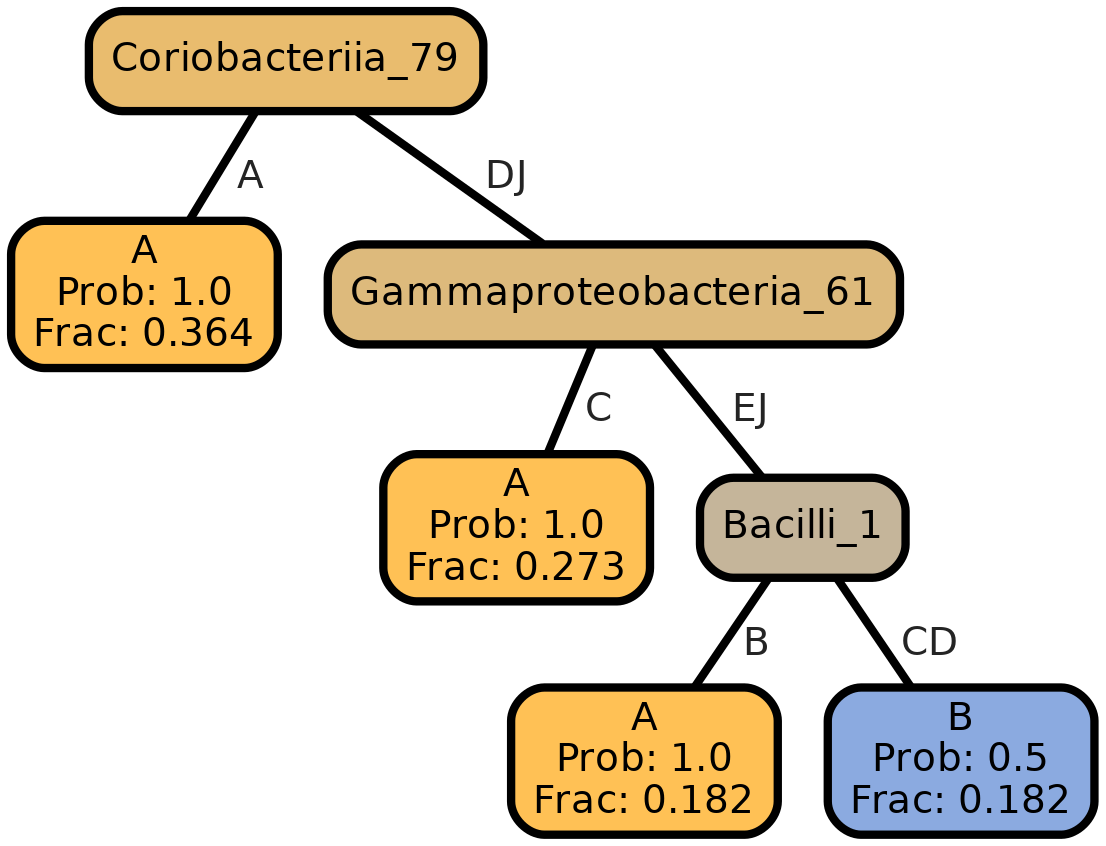 Coriobacteriia_79
A
DJ
A
Prob: 1.0
Frac: 0.364
Gammaproteobacteria_61
C
EJ
A
Prob: 1.0
Frac: 0.273
Bacilli_1
B
CD
A
Prob: 1.0
Frac: 0.182
B
Prob: 0.5
Frac: 0.182